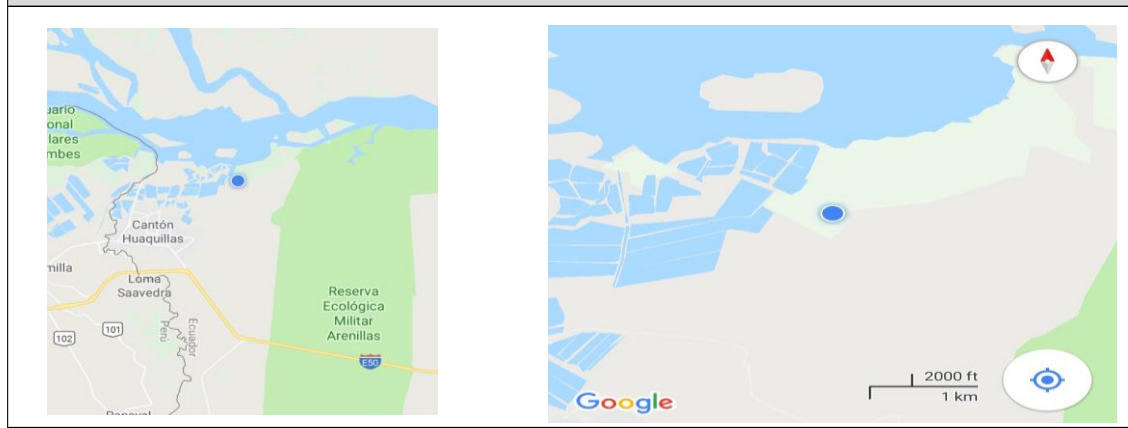 uario
onal
lares
mbes
Cantón
Huaquillas
milla
Loma
Saavedra
Reserva
Ecológica
Militar
Arenillas
101
102
Perú
Ecuador
E50
2000 ft
1 km
Google